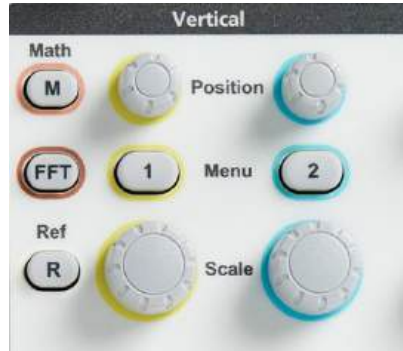 Vertical
Math
M
Position
FFT
1
Menu
2
Ref
R
Scale